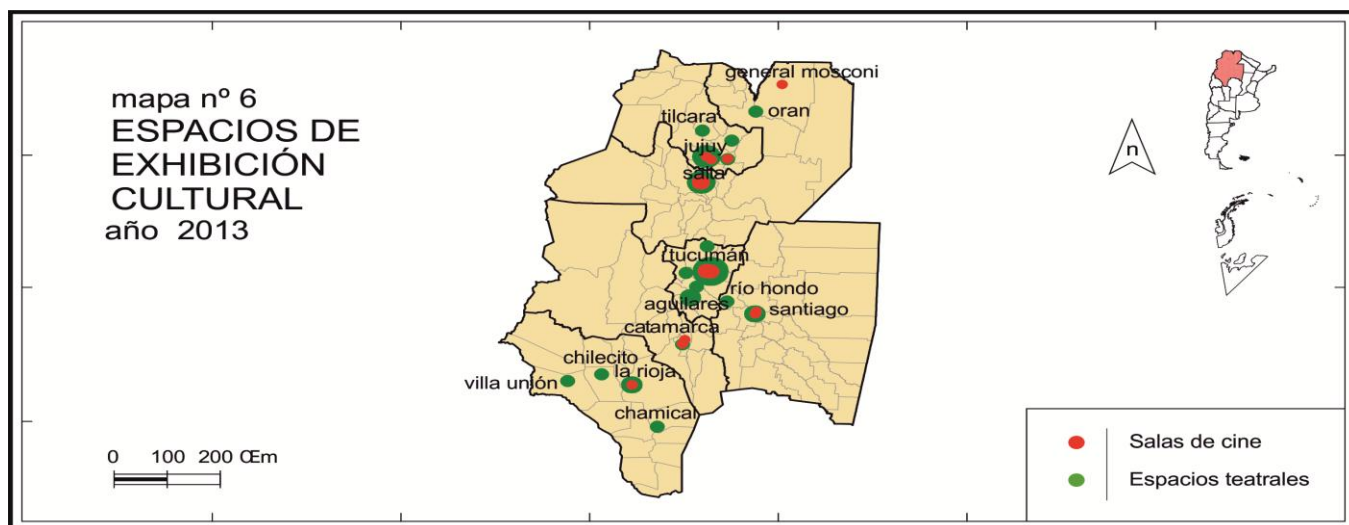 mapa nº 6
ESPACIOS DE
EXHIBICIÓN
CULTURAL
año 2013
general mosconi
oran
tilcara
jujuy
salta
tucumán
río hondo
aguilares
santiago
catamarca
chilecito
la rioja
villa unión
chamical
n
0 100 200 Œm
Salas de cine
Espacios teatrales